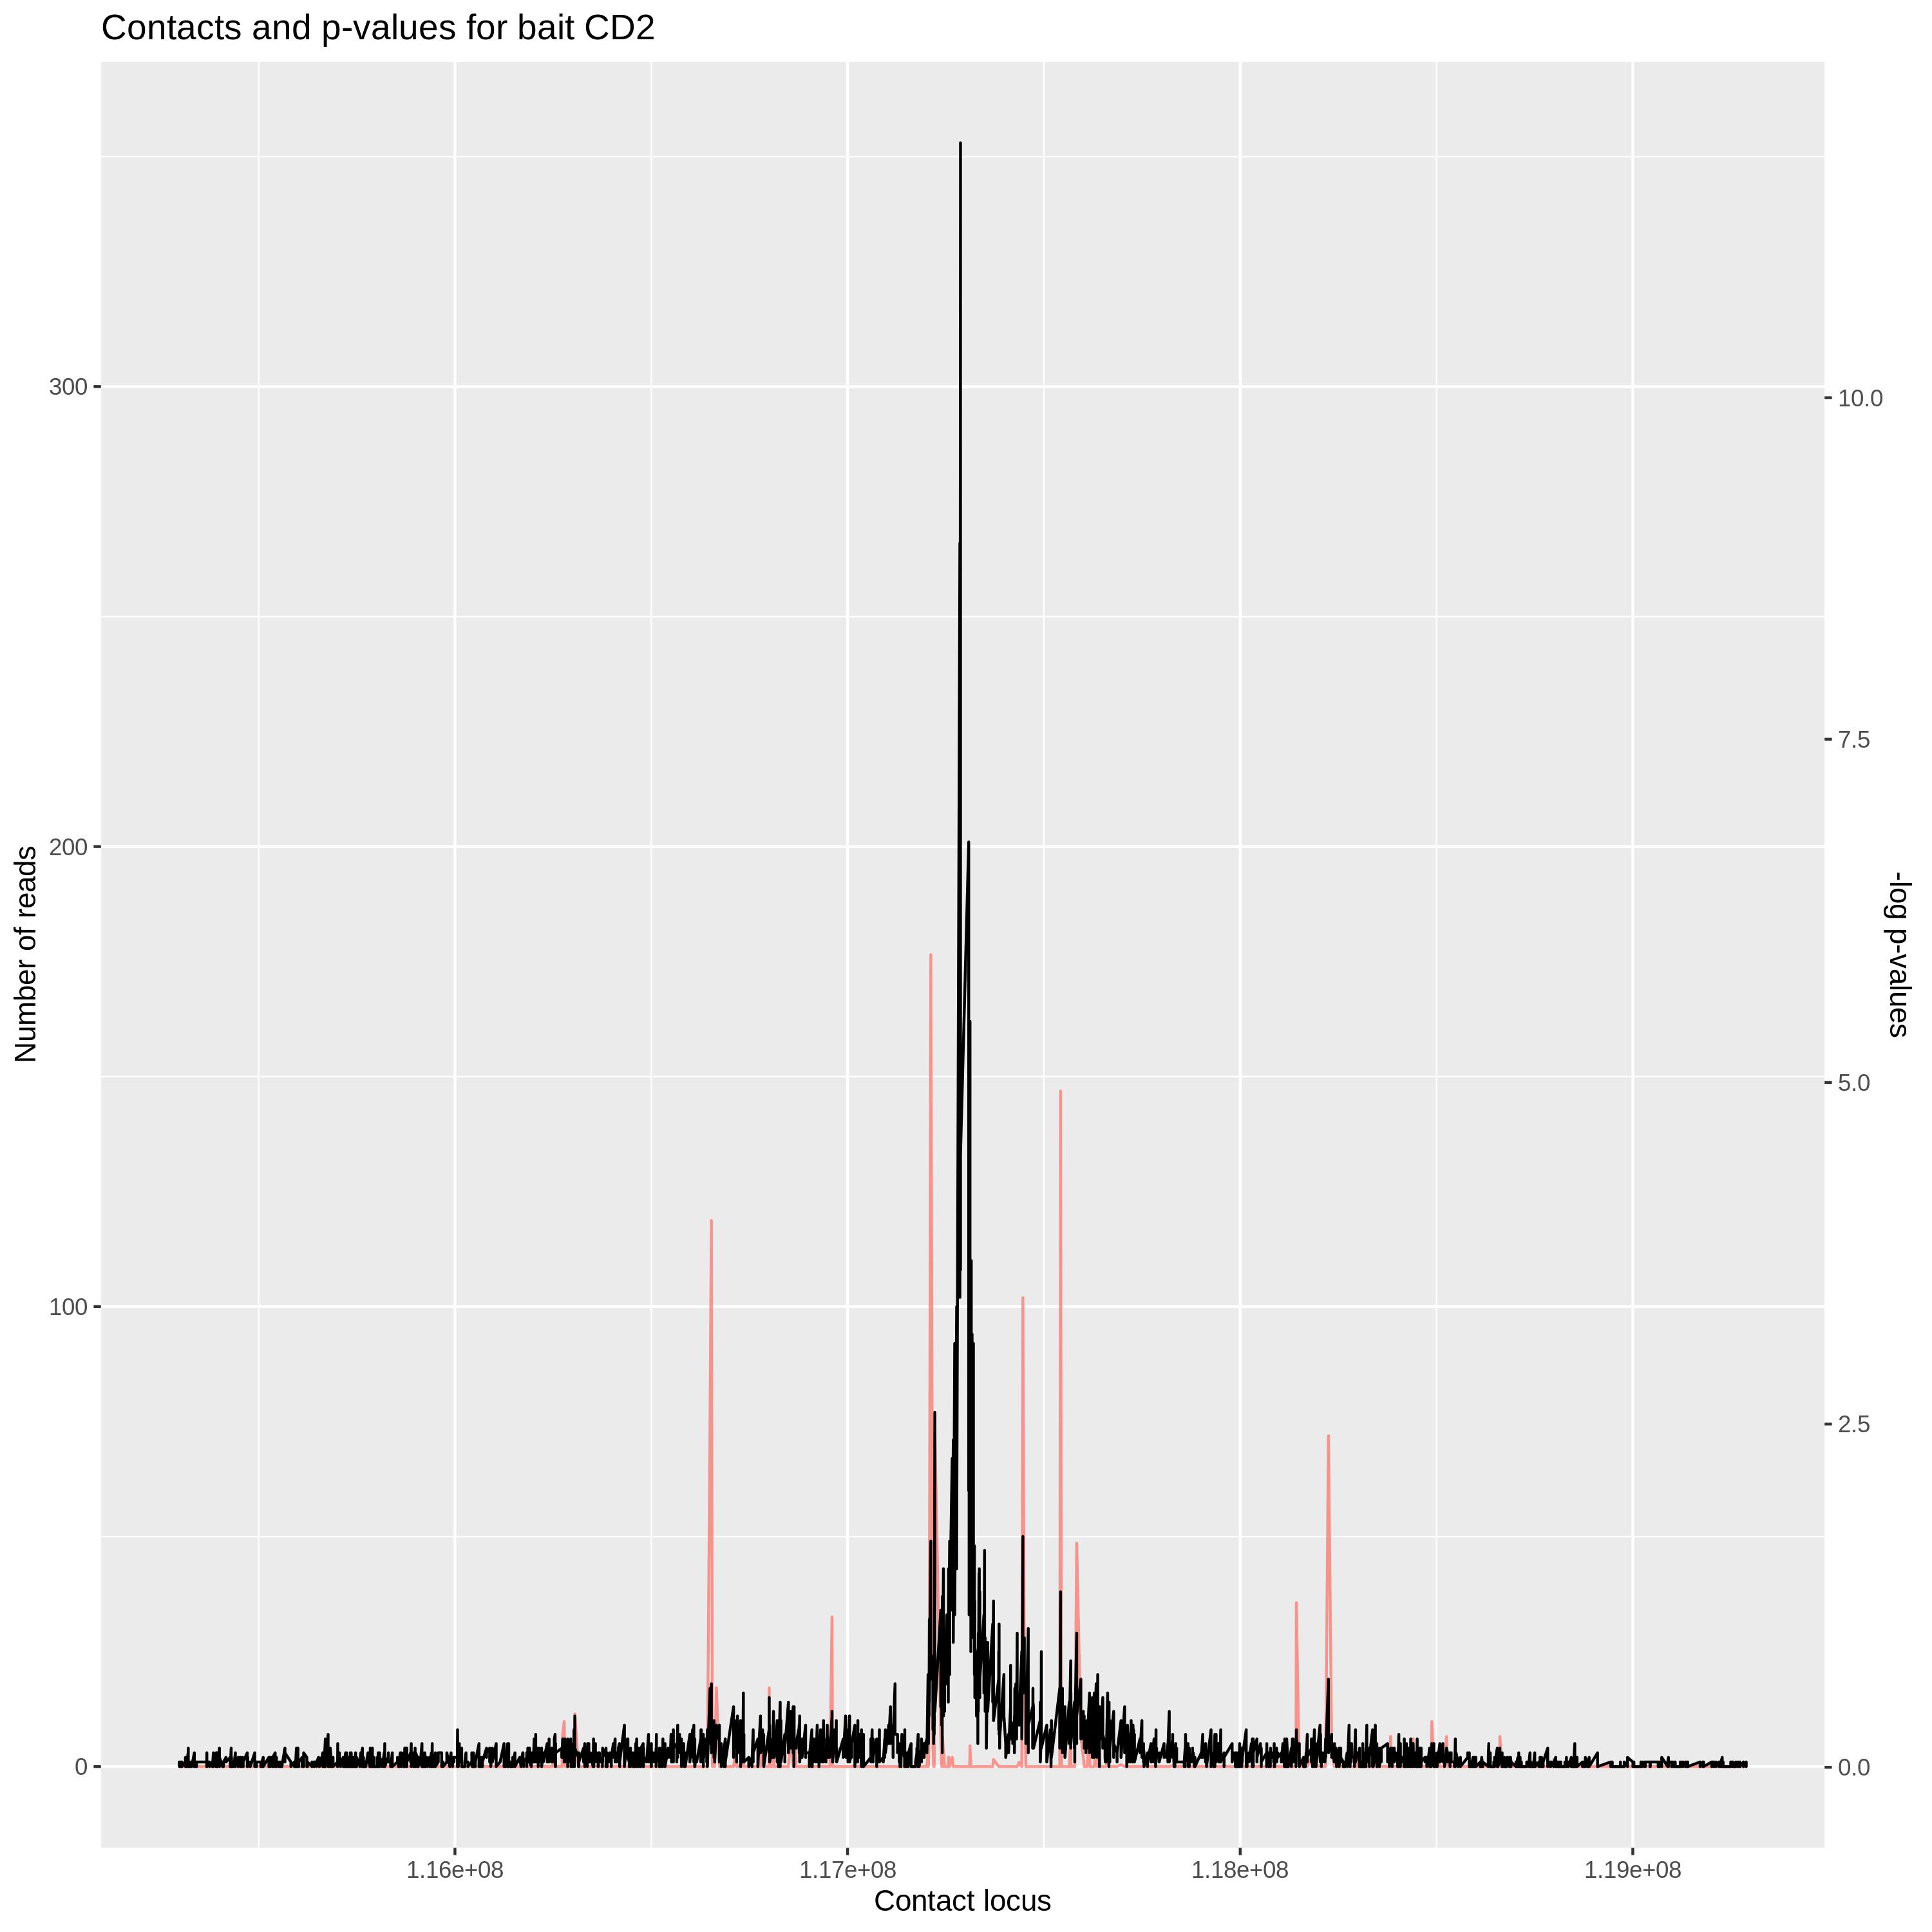 Contacts and p-values for bait CD2
300
200
100
0
Number of reads
10.0
7.5
5.0
2.5
0.0
-log p-values
1.16e+08
1.17e+08
1.18e+08
1.19e+08
Contact locus